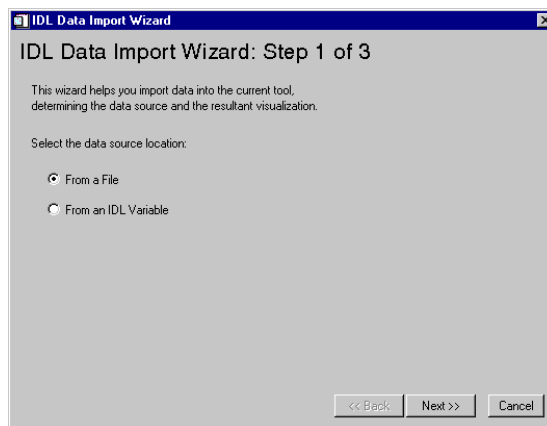 IDL Data Import Wizard
IDL Data Import Wizard: Step 1 of 3
This wizard helps you import data into the current tool,
determining the data source and the resultant visualization.
Select the data source location:
From a File
From an IDL Variable
<< Back Next >> Cancel